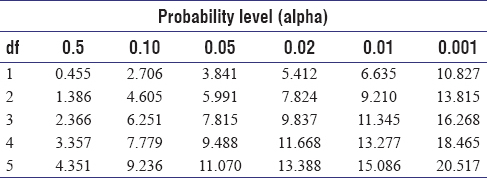 Probability level (alpha)
df 0.5 0.10 0.05 0.02 0.01 0.001
1 0.455 2.706 3.841 5.412 6.635 10.827
2 1.386 4.605 5.991 7.824 9.210 13.815
3 2.366 6.251 7.815 9.837 11.345 16.268
4 3.357 7.779 9.488 11.668 13.277 18.465
5 4.351 9.236 11.070 13.388 15.086 20.517